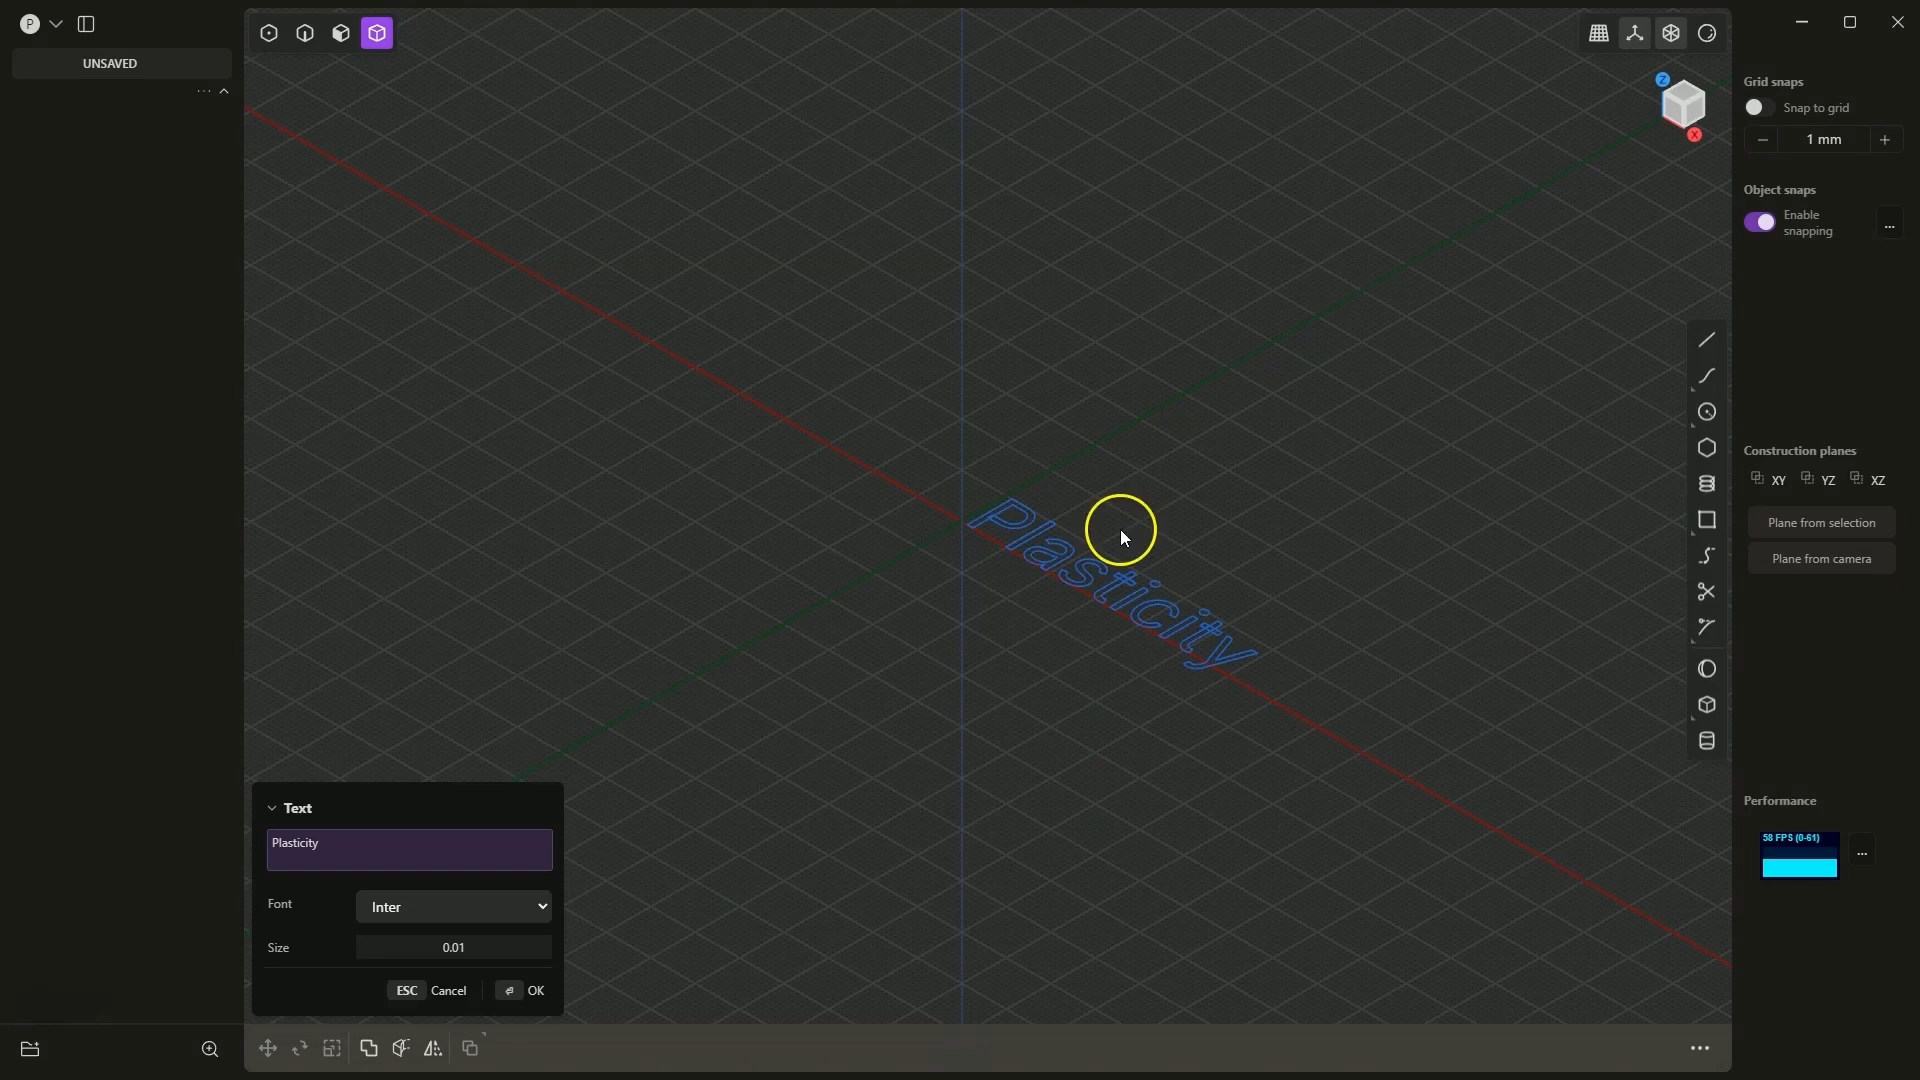 P
UNSAVED
Z
X
Grid snaps
Snap to grid
1 mm
Object snaps
Enable
snapping
...
Construction planes
XY
YZ
XZ
Plane from selection
Plane from camera
Performance
58 FPS (0-61)
...
Plasticity
Text
Plasticity
Font
Inter
Size
0.01
ESC Cancel
OK